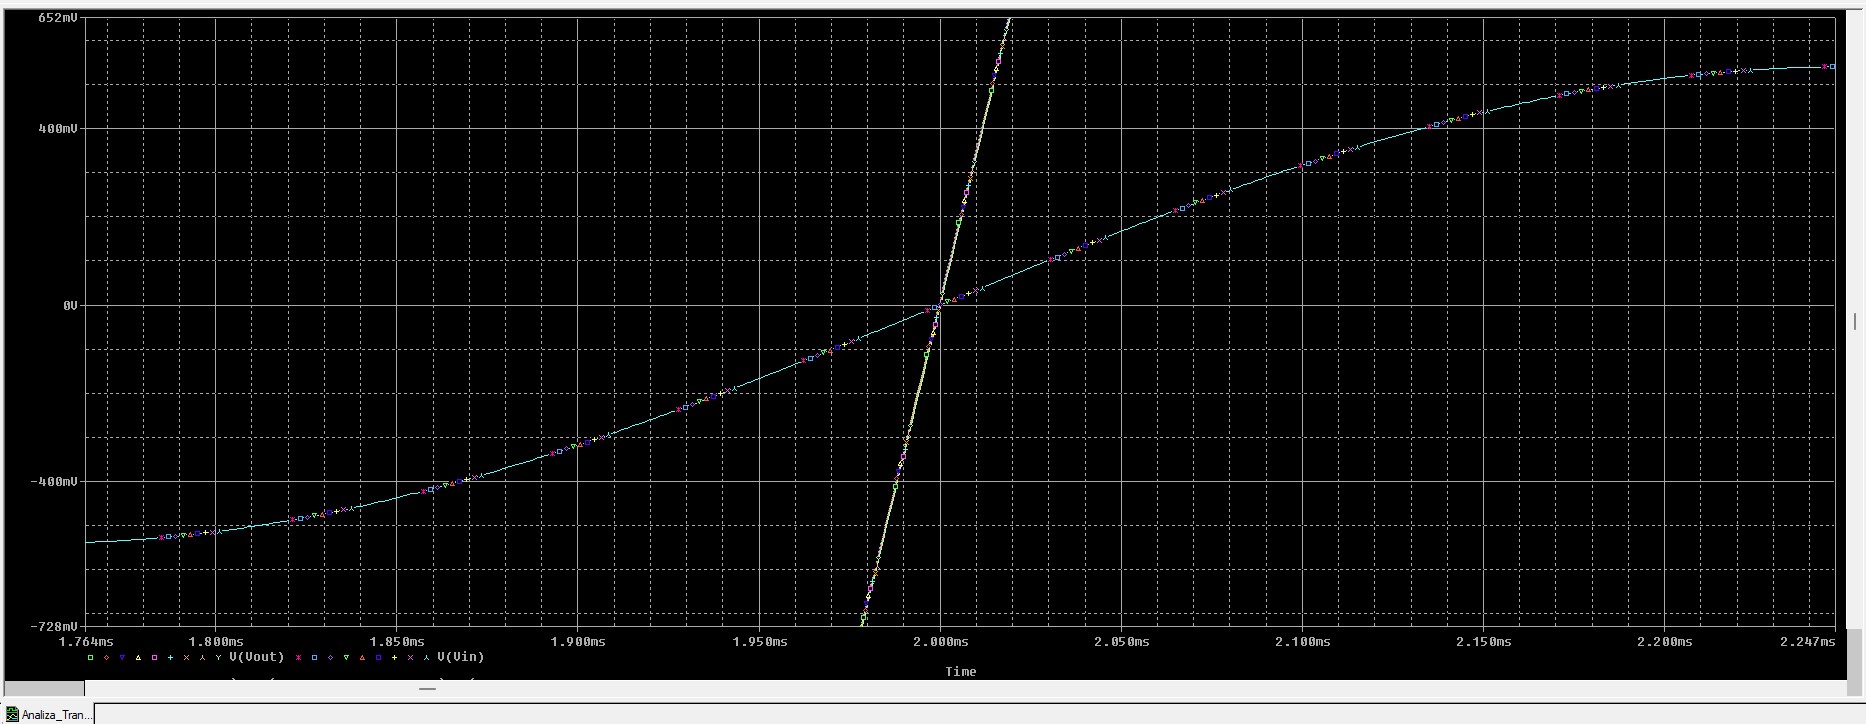 652mV
400mV
0V
-400mV
-728mV
1.764ms 1.800ms 1.850ms 1.900ms 1.950ms 2.000ms 2.050ms 2.100ms 2.150ms 2.200ms 2.247ms
V(Vout) V(Vin)
Time
Analiza_Tran...